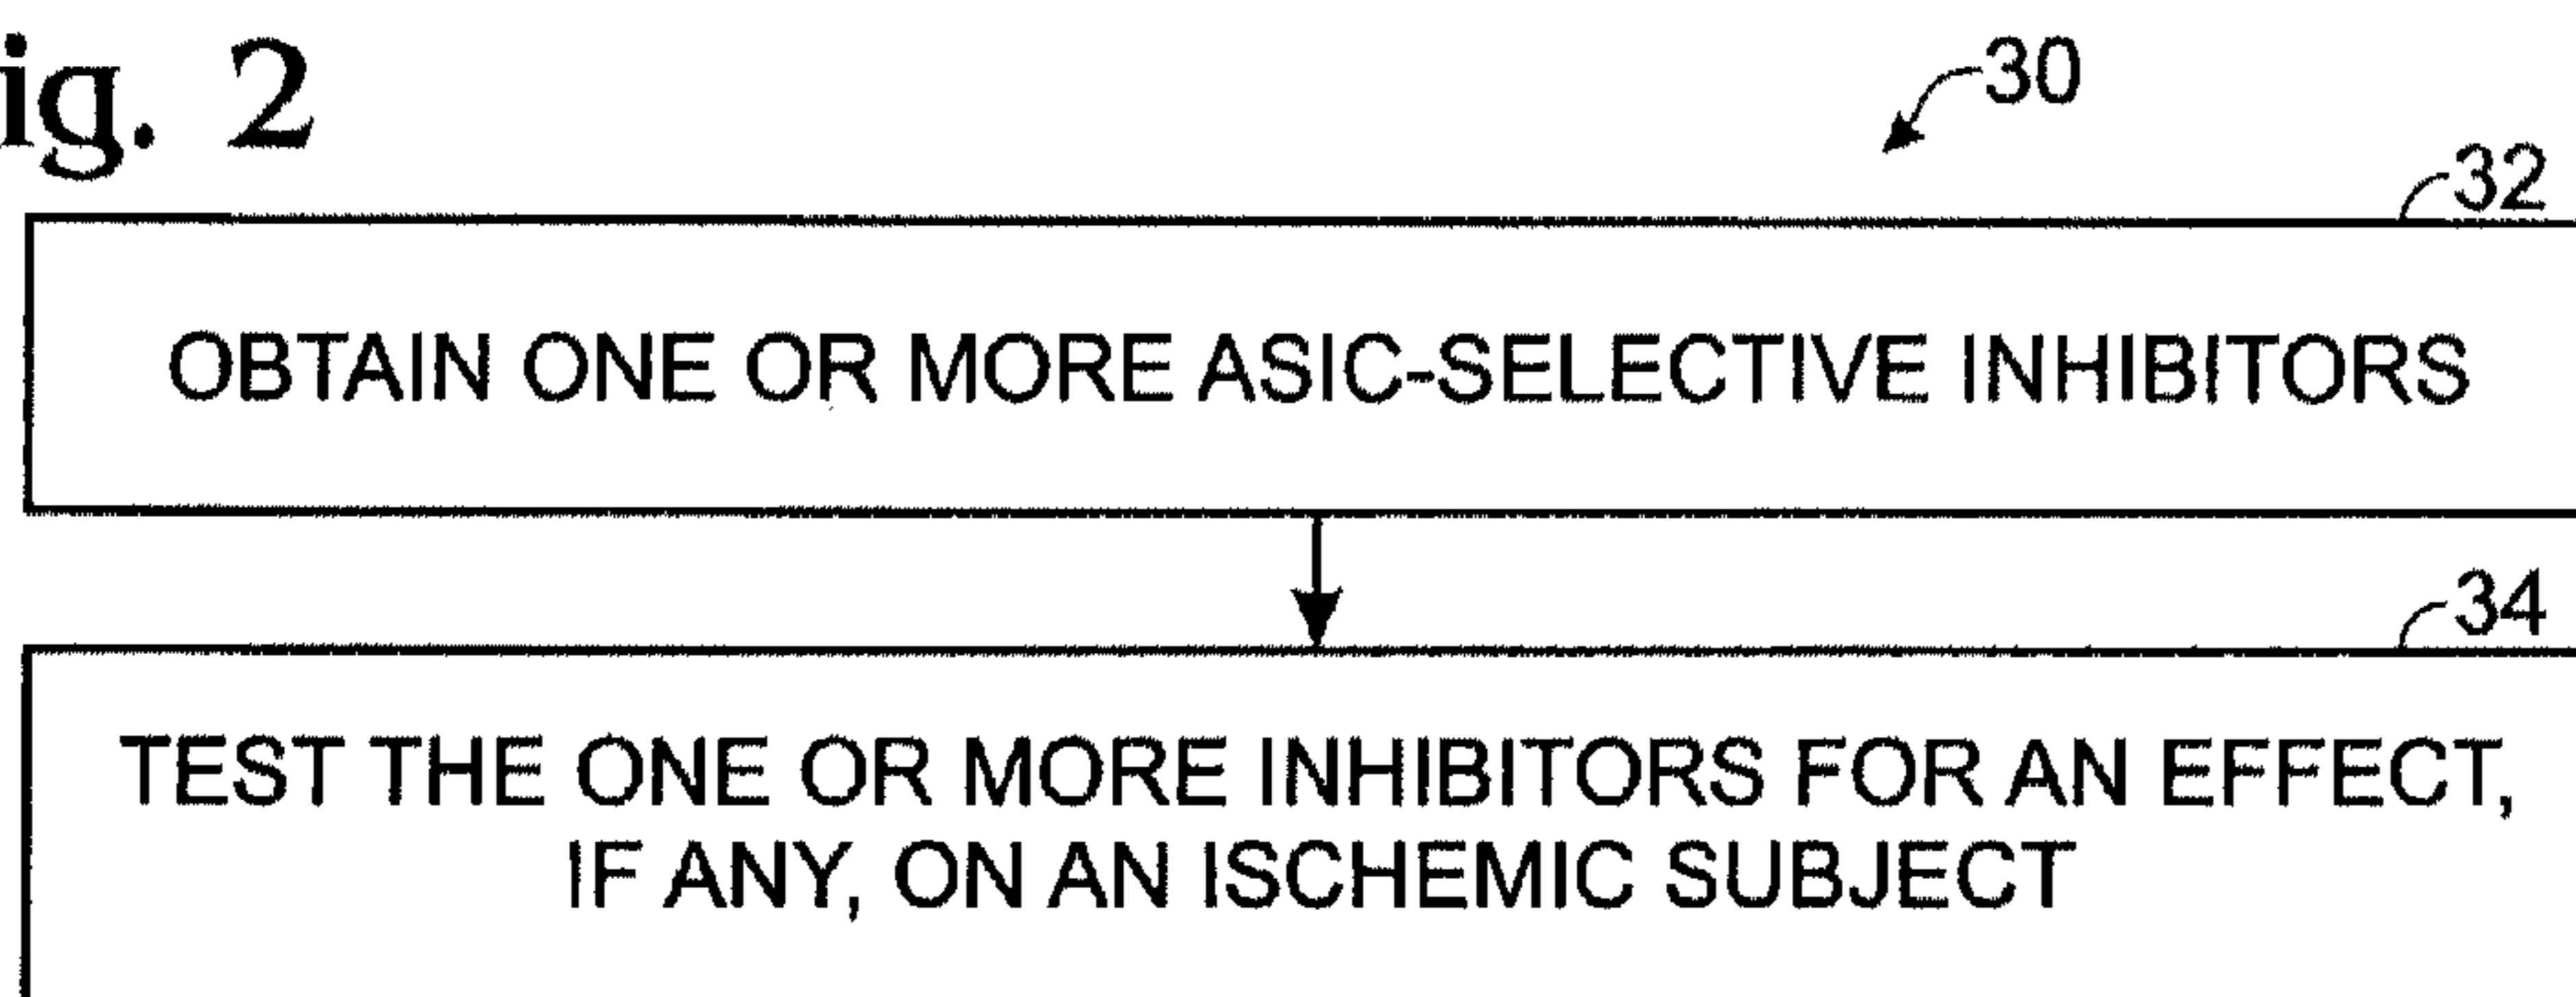 ig. 2
30
32
OBTAIN ONE OR MORE ASIC-SELECTIVE INHIBITORS
34
TEST THE ONE OR MORE INHIBITORS FOR AN EFFECT,
IF ANY, ON AN ISCHEMIC SUBJECT